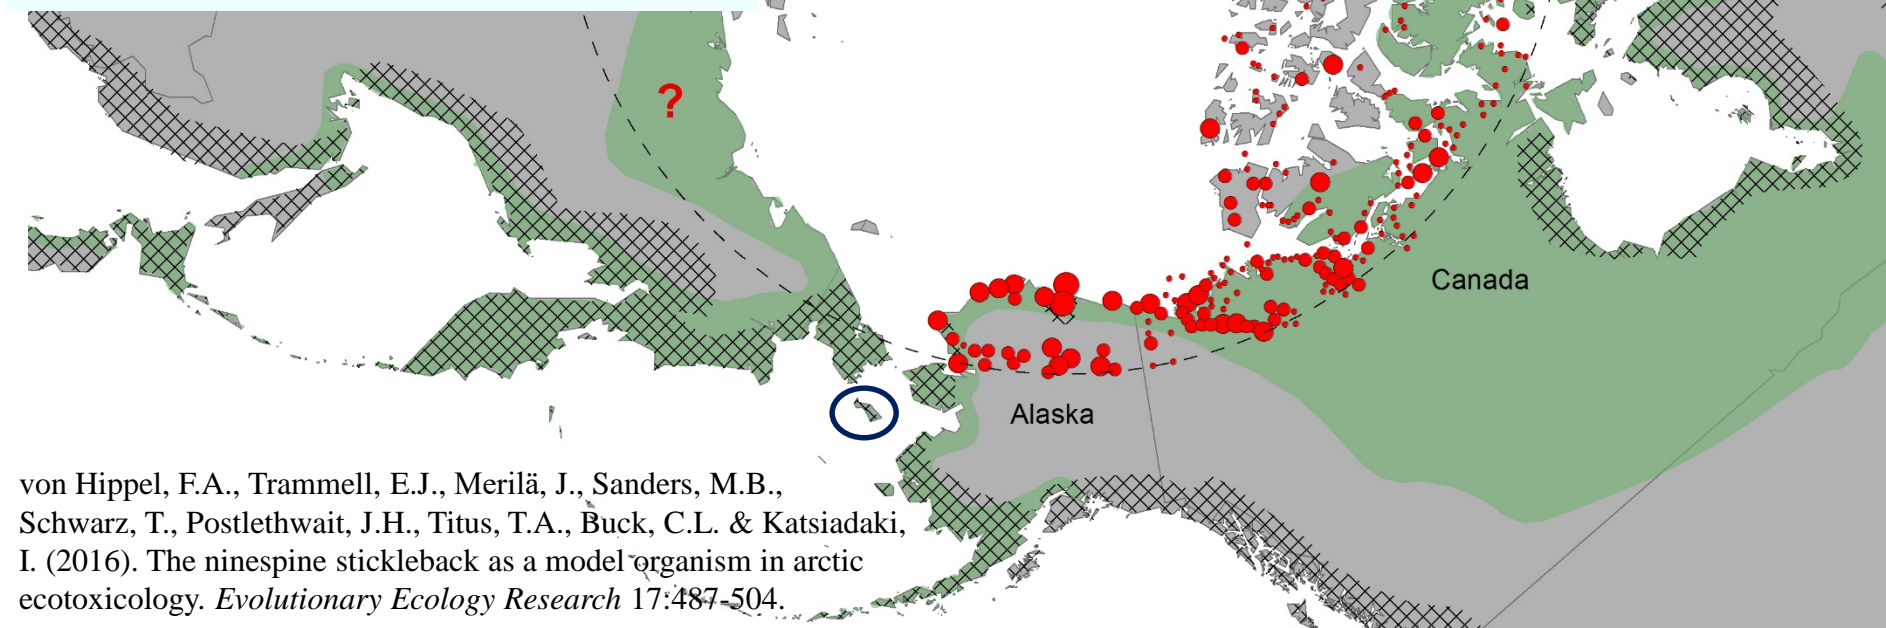 ?
Canada
Alaska
von Hippel, F.A., Trammell, E.J., Merilä, J., Sanders, M.B.,
Schwarz, T., Postlethwait, J.H., Titus, T.A., Buck, C.L. & Katsiadaki,
I. (2016). The ninespine stickleback as a model organism in arctic
ecotoxicology. Evolutionary Ecology Research 17:487-504.